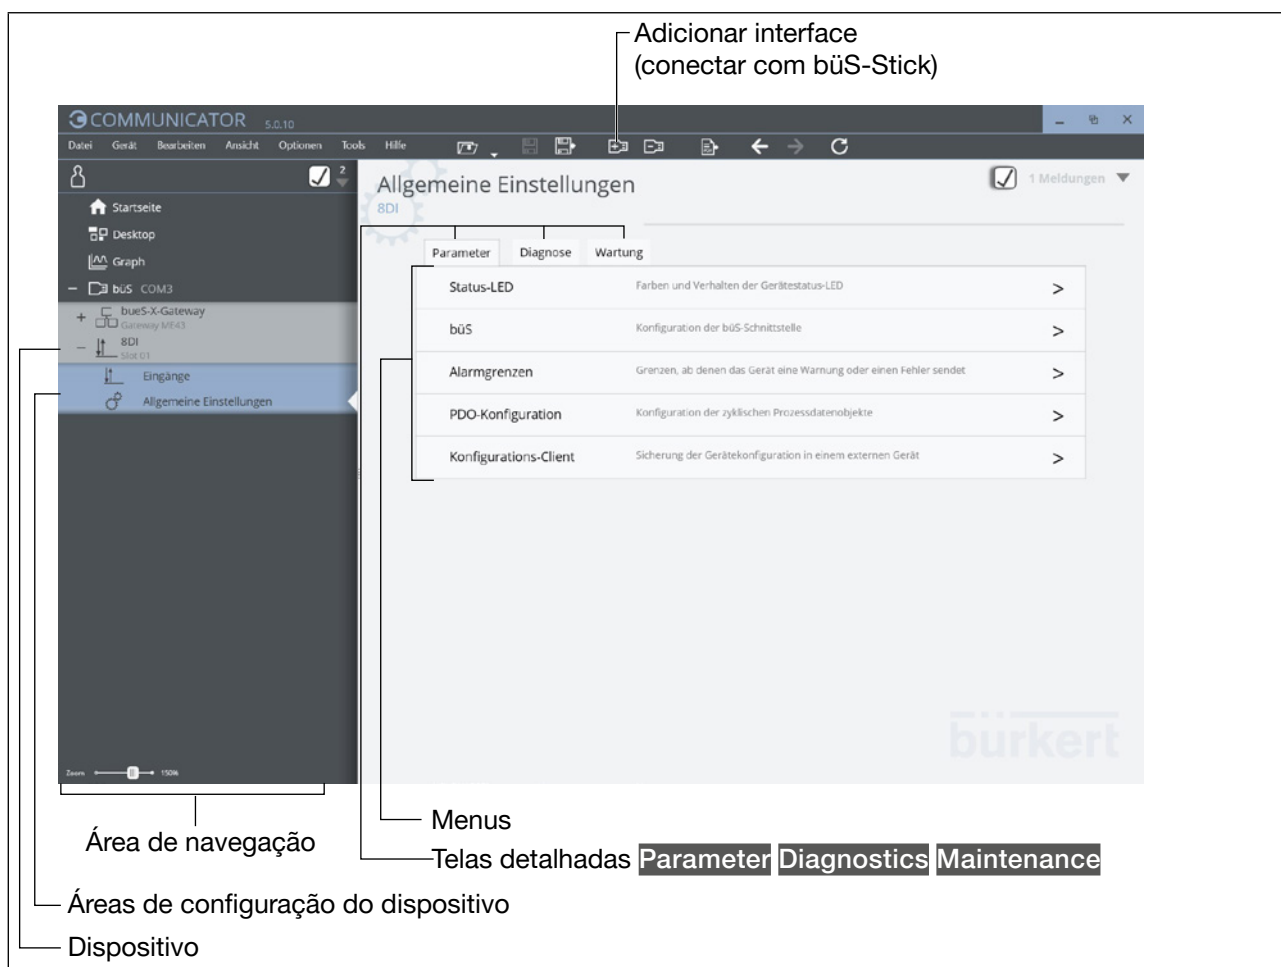 Adicionar interface
(conectar com büS-Stick)
COMMUNICATOR 5.0.10
Datei Gerät Bearbeiten Ansicht Optionen Tools Hilfe
2
Startseite
Desktop
Graph
büS COM3
bueS-X-Gateway
Gateway ME43
8DI
Slot 01
Eingänge
Allgemeine Einstellungen
Zoom 150%
Allgemeine Einstellungen
8DI
1 Meldungen
Parameter Diagnose Wartung
Status-LED Farben und Verhalten der Gerätestatus-LED >
büS Konfiguration der büS-Schnittstelle >
Alarmgrenzen Grenzen, ab denen das Gerät eine Warnung oder einen Fehler sendet >
PDO-Konfiguration Konfiguration der zyklischen Prozessdatenobjekte >
Konfigurations-Client Sicherung der Gerätekonfiguration in einem externen Gerät >
bürkert
Menus
Área de navegação
Telas detalhadas Parameter Diagnostics Maintenance
Áreas de configuração do dispositivo
Dispositivo